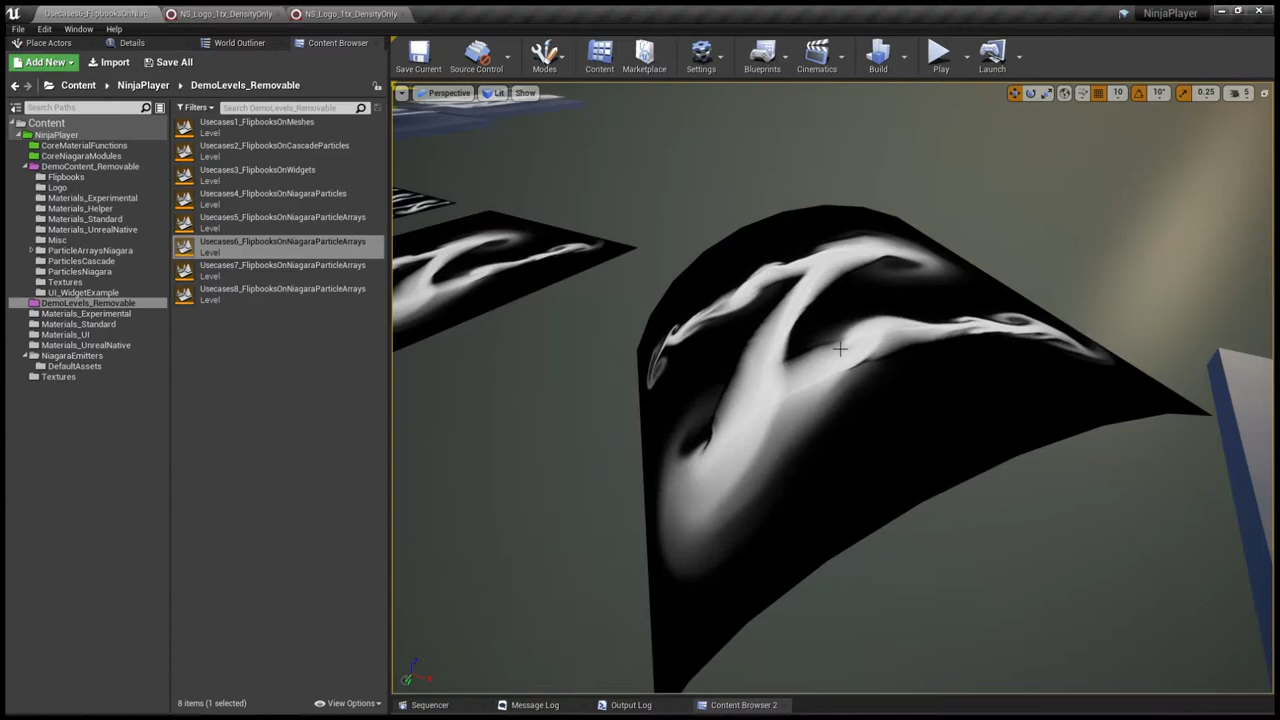 Usecases6_FlipbooksOnNiag
NS_Logo_1tx_DensityOnly
NS_Logo_1tx_DensityOnly
NinjaPlayer
File Edit Window Help
Place Actors
Details
World Outliner
Content Browser
Add New
Import
Save All
Content
NinjaPlayer
DemoLevels_Removable
Search Paths
Filters
Search DemoLevels_Removable
Content
NinjaPlayer
CoreMaterialFunctions
CoreNiagaraModules
DemoContent_Removable
Flipbooks
Logo
Materials_Experimental
Materials_Helper
Materials_Standard
Materials_UnrealNative
Misc
ParticleArraysNiagara
ParticlesCascade
ParticlesNiagara
Textures
UI_WidgetExample
DemoLevels_Removable
Materials_Experimental
Materials_Standard
Materials_UI
Materials_UnrealNative
NiagaraEmitters
DefaultAssets
Textures
Usecases1_FlipbooksOnMeshes
Level
Usecases2_FlipbooksOnCascadeParticles
Level
Usecases3_FlipbooksOnWidgets
Level
Usecases4_FlipbooksOnNiagaraParticles
Level
Usecases5_FlipbooksOnNiagaraParticleArrays
Level
Usecases6_FlipbooksOnNiagaraParticleArrays
Level
Usecases7_FlipbooksOnNiagaraParticleArrays
Level
Usecases8_FlipbooksOnNiagaraParticleArrays
Level
8 items (1 selected)
View Options
Save Current
Source Control
Modes
Content
Marketplace
Settings
Blueprints
Cinematics
Build
Play
Launch
Perspective
Lit
Show
10
10°
0.25
5
Sequencer
Message Log
Output Log
Content Browser 2